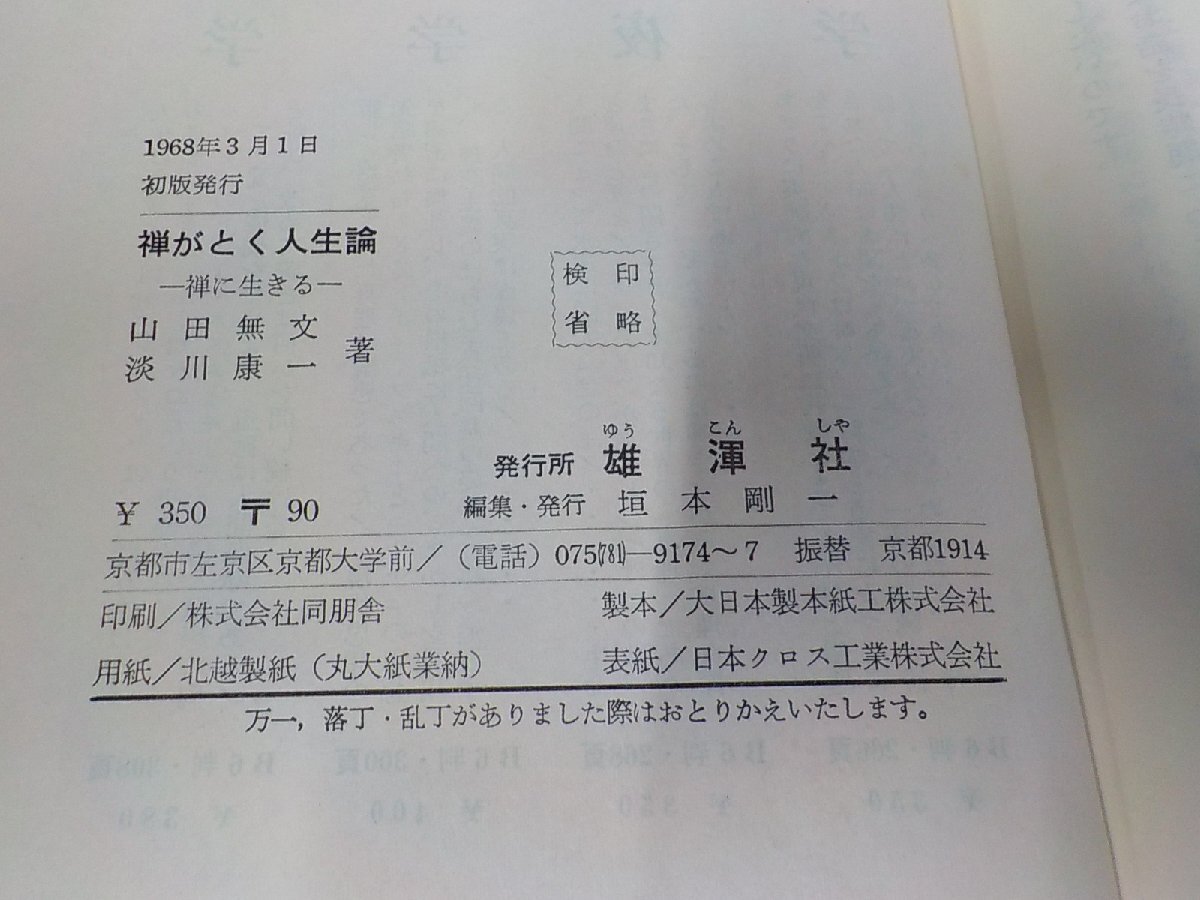 1968年3月1日
初版発行
禅がとく人生論
―禅に生きる―
山田無文
淡川康一
著
検印
省略
ゆう こん しや
発行所 雄渾社
¥350 〒90
編集・発行 垣本剛一
京都市左京区京都大学前/（電話）075(781)―9174〜7 振替 京都1914
印刷/株式会社同朋舎 製本/大日本製本紙工株式会社
用紙/北越製紙（丸大紙業納） 表紙/日本クロス工業株式会社
万一，落丁・乱丁がありました際はおとりかえいたします。